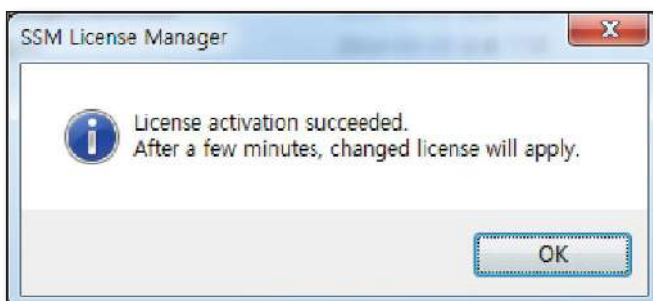 SSM License Manager
License activation succeeded.
After a few minutes, changed license will apply.
OK